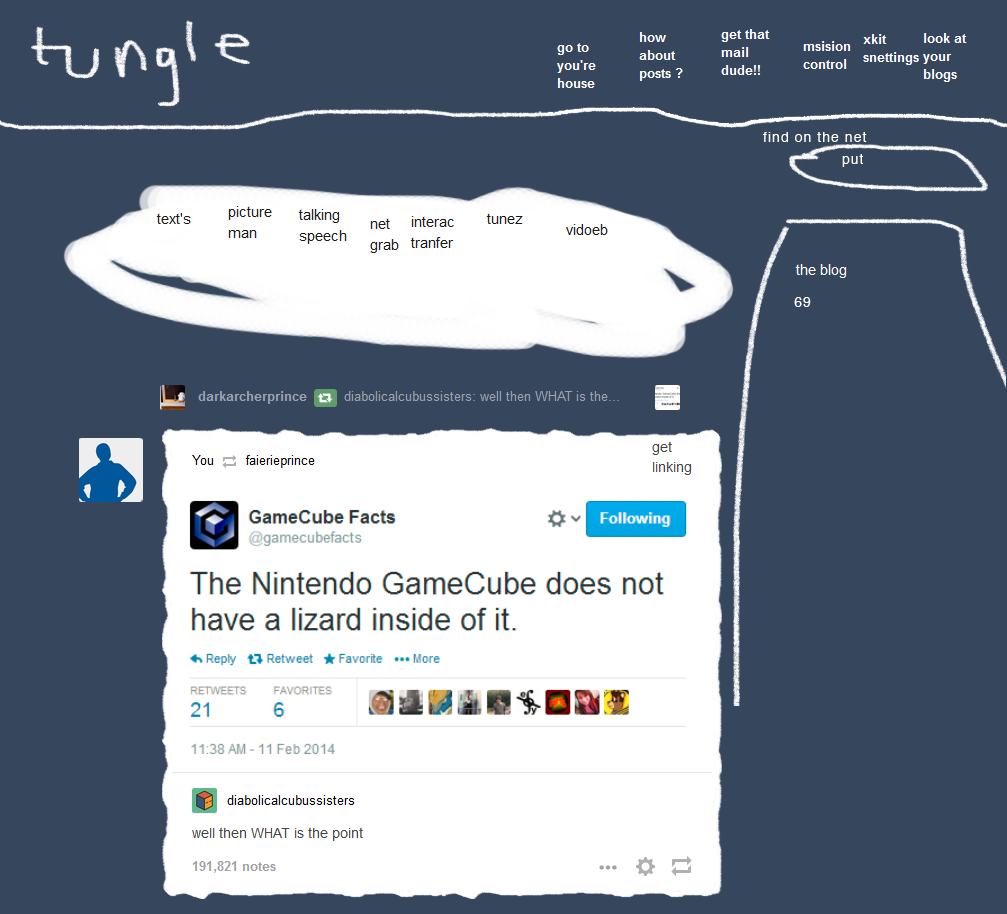 tungle
go to you're house
how about posts ?
get that mail dude!!
msision control
xkit snettings
look at your blogs
find on the net
put
text's
picture man
talking speech
net grab
interac tranfer
tunez
vidoeb
the blog
69
darkarcherprince diabolicalcubussisters: well then WHAT is the...
You faierieprince
get linking
GameCube Facts
Following
@gamecubefacts
The Nintendo GameCube does not
have a lizard inside of it.
Reply Retweet Favorite More
RETWEETS FAVORITES
21 6
11:38 AM - 11 Feb 2014
diabolicalcubussisters
well then WHAT is the point
191,821 notes